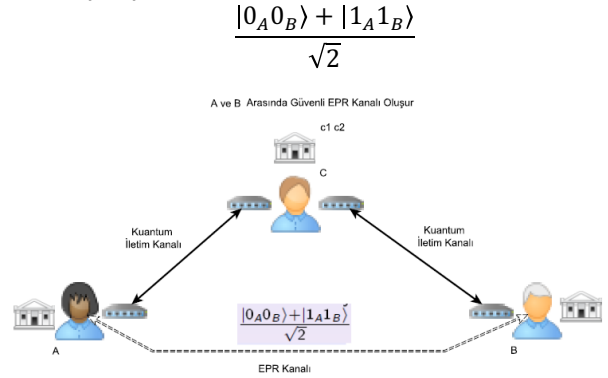 |0_A0_B⟩ + |1_A1_B⟩
√2
A ve B Arasında Güvenli EPR Kanalı Oluşur
c1 c2
C
Kuantum
İletim Kanalı
Kuantum
İletim Kanalı
|0_A0_B⟩+|1_A1_B⟩
√2
A
B
EPR Kanalı